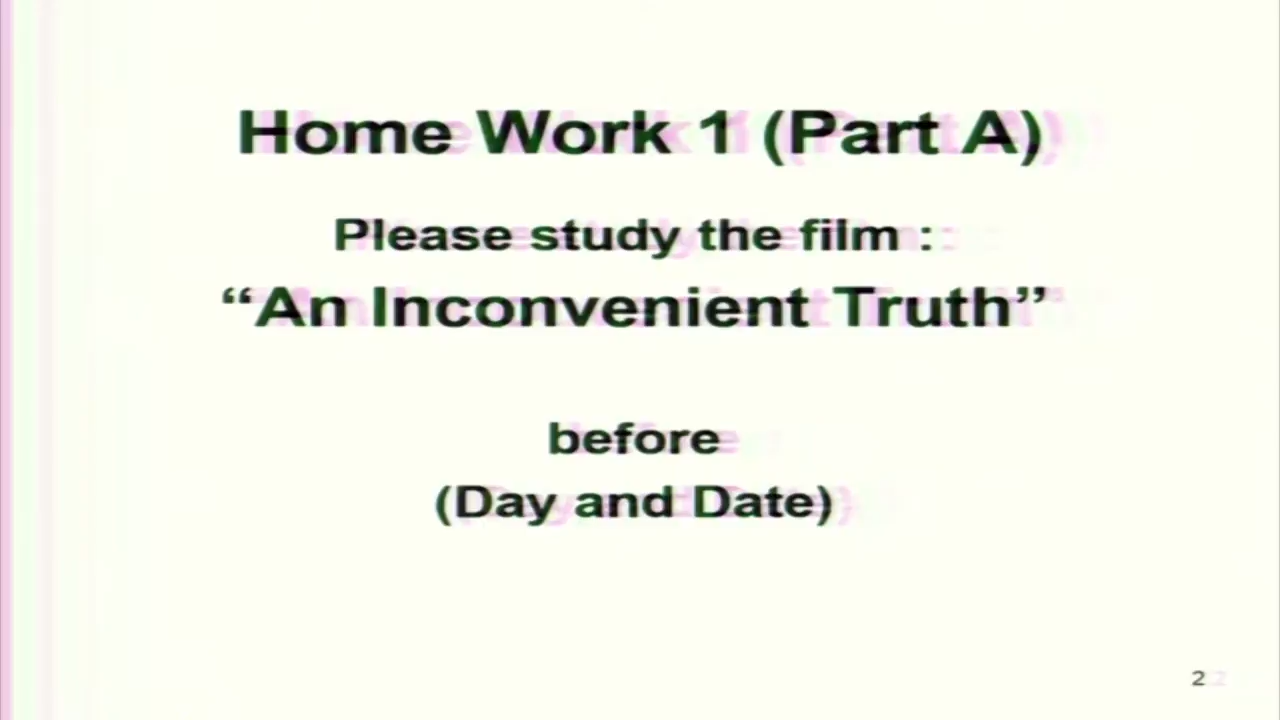 Home Work 1 (Part A)
Please study the film :
“An Inconvenient Truth”
before
(Day and Date)
2